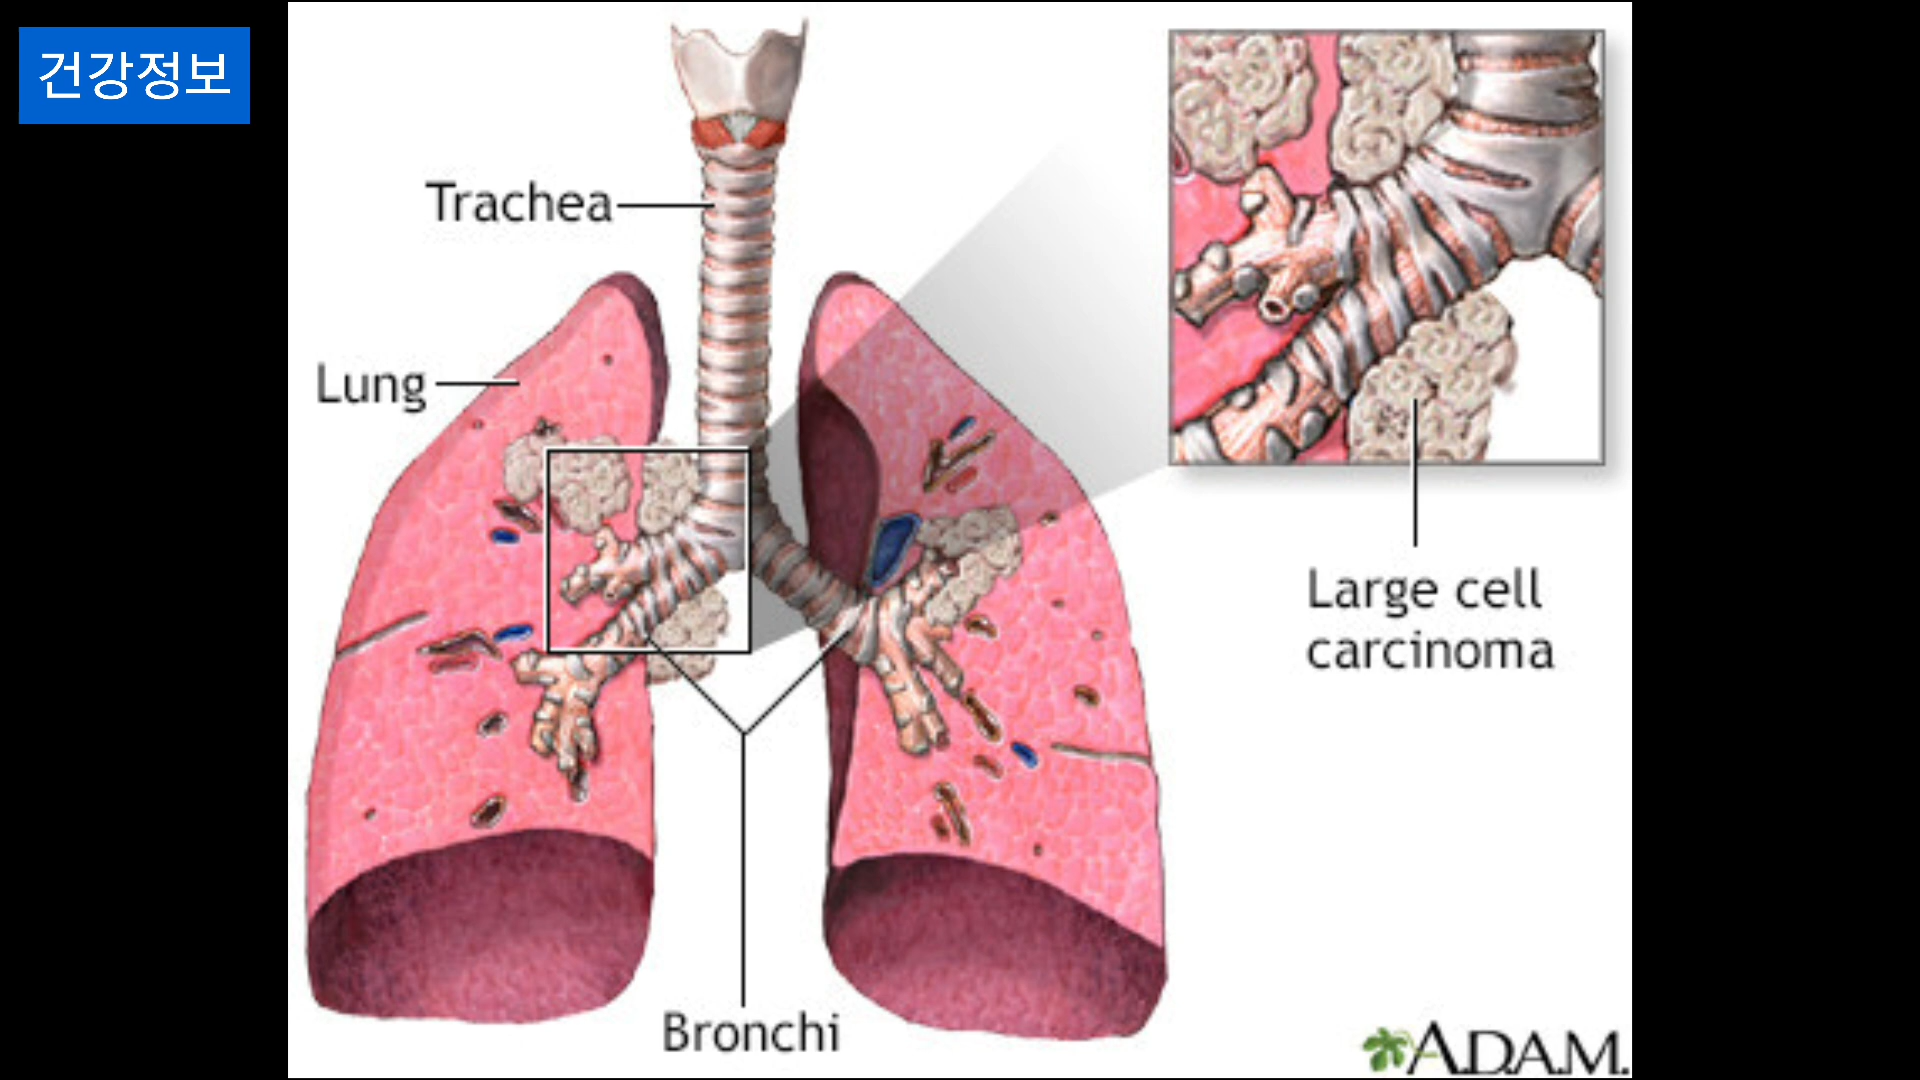 건강정보
Trachea
Lung
Large cell
carcinoma
Bronchi
A.D.A.M.